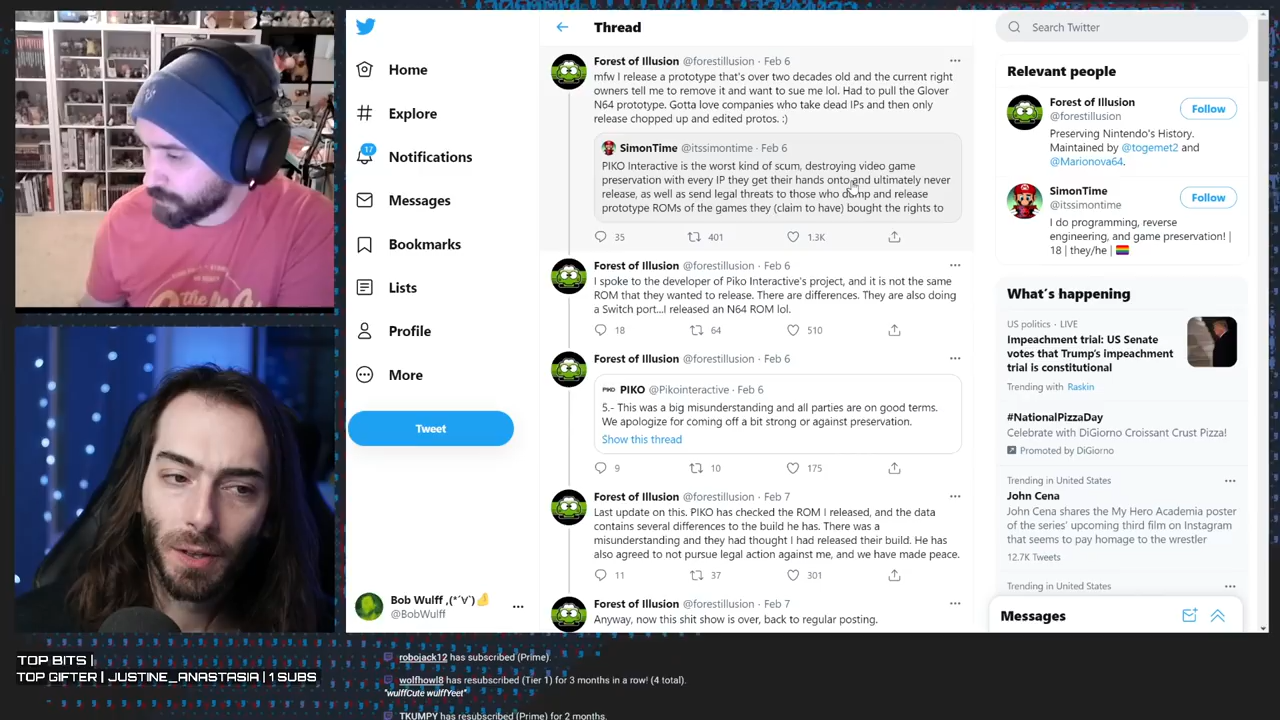 Home
Explore
17
Notifications
Messages
Bookmarks
Lists
Profile
More
Tweet
Bob Wulff ,(*´∀`)👍
@BobWulff
Thread
Forest of Illusion @forestillusion · Feb 6
mfw I release a prototype that's over two decades old and the current right
owners tell me to remove it and want to sue me lol. Had to pull the Glover
N64 prototype. Gotta love companies who take dead IPs and then only
release chopped up and edited protos. :)
SimonTime @itssimontime · Feb 6
PIKO Interactive is the worst kind of scum, destroying video game
preservation with every IP they get their hands onto and ultimately never
release, as well as send legal threats to those who dump and release
prototype ROMs of the games they (claim to have) bought the rights to
35 401 1.3K
Forest of Illusion @forestillusion · Feb 6
I spoke to the developer of Piko Interactive's project, and it is not the same
ROM that they wanted to release. There are differences. They are also doing
a Switch port...I released an N64 ROM lol.
18 64 510
Forest of Illusion @forestillusion · Feb 6
PIKO PIKO @Pikointeractive · Feb 6
5.- This was a big misunderstanding and all parties are on good terms.
We apologize for coming off a bit strong or against preservation.
Show this thread
9 10 175
Forest of Illusion @forestillusion · Feb 7
Last update on this. PIKO has checked the ROM I released, and the data
contains several differences to the build he has. There was a
misunderstanding and they had thought I had released their build. He has
also agreed to not pursue legal action against me, and we have made peace.
11 37 301
Forest of Illusion @forestillusion · Feb 7
Anyway, now this shit show is over, back to regular posting.
Search Twitter
Relevant people
Forest of Illusion
@forestillusion
Follow
Preserving Nintendo's History.
Maintained by @togemet2 and
@Marionova64.
SimonTime
@itssimontime
Follow
I do programming, reverse
engineering, and game preservation! |
18 | they/he | 🏳️‍🌈
What's happening
US politics · LIVE
Impeachment trial: US Senate
votes that Trump's impeachment
trial is constitutional
Trending with Raskin
#NationalPizzaDay
Celebrate with DiGiorno Croissant Crust Pizza!
Promoted by DiGiorno
Trending in United States
John Cena
John Cena shares the My Hero Academia poster
of the series' upcoming third film on Instagram
that seems to pay homage to the wrestler
12.7K Tweets
Trending in United States
Messages
TOP BITS |
TOP GIFTER | JUSTINE_ANASTASIA | 1 SUBS
robojack12 has subscribed (Prime).
wolfhowl8 has resubscribed (Tier 1) for 3 months in a row! (4 total).
"wulffCute wulffYeet"
TKUMPY has resubscribed (Prime) for 2 months.